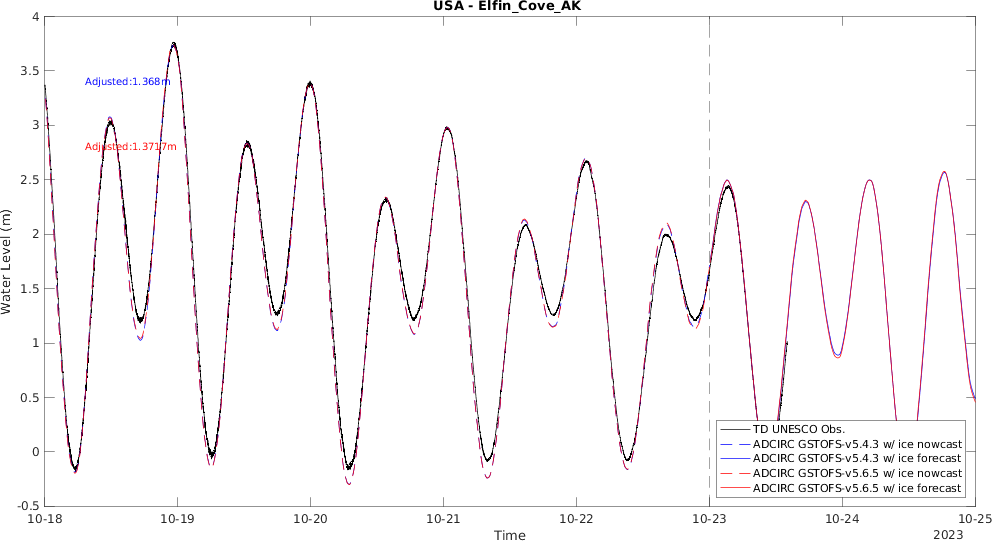 USA - Elfin_Cove_AK
4
3.5
3
2.5
2
1.5
1
0.5
0
-0.5
Water Level (m)
Adjusted:1.368m
Adjusted:1.3717m
TD UNESCO Obs.
ADCIRC GSTOFS-v5.4.3 w/ ice nowcast
ADCIRC GSTOFS-v5.4.3 w/ ice forecast
ADCIRC GSTOFS-v5.6.5 w/ ice nowcast
ADCIRC GSTOFS-v5.6.5 w/ ice forecast
10-18 10-19 10-20 10-21 10-22 10-23 10-24 10-25
Time
2023